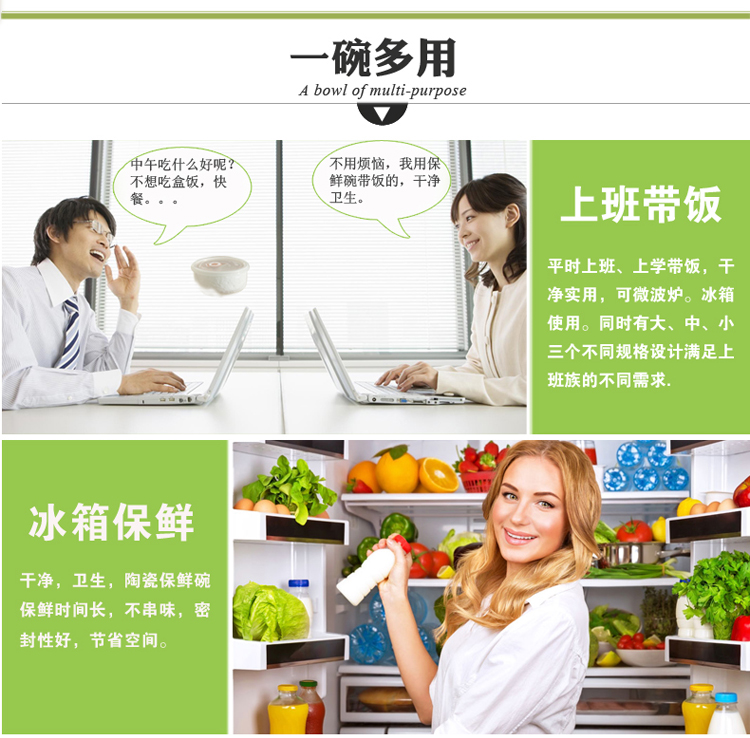 一碗多用
A bowl of multi-purpose
中午吃什么好呢？
不想吃盒饭，快
餐。。。
不用烦恼，我用保
鲜碗带饭的，干净
卫生。
上班带饭
平时上班、上学带饭，干
净实用，可微波炉。冰箱
使用。同时有大、中、小
三个不同规格设计满足上
班族的不同需求.
冰箱保鲜
干净，卫生，陶瓷保鲜碗
保鲜时间长，不串味，密
封性好，节省空间。